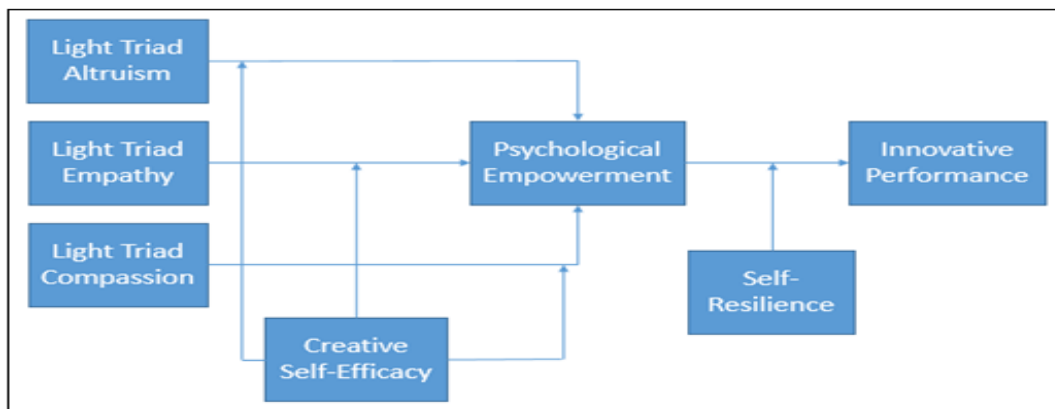 Light Triad
Altruism
Light Triad
Empathy
Psychological
Empowerment
Innovative
Performance
Light Triad
Compassion
Self-
Resilience
Creative
Self-Efficacy